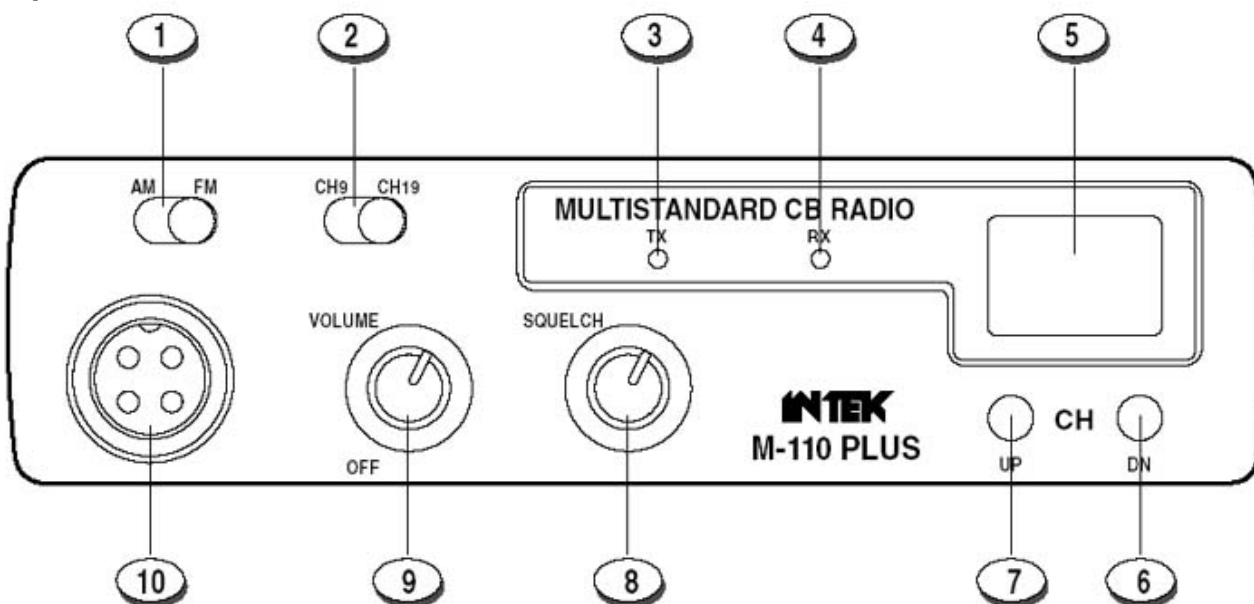 1 2 3 4 5
AM FM CH9 CH19
MULTISTANDARD CB RADIO
TX RX
VOLUME SQUELCH
INTEK
M-110 PLUS
CH
UP DN
OFF
10 9 8 7 6